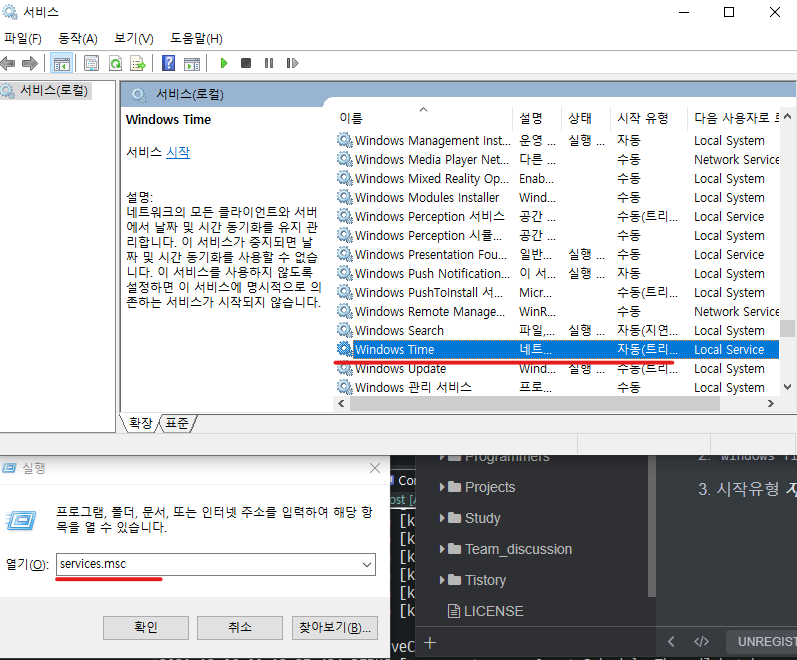 서비스
파일(F) 동작(A) 보기(V) 도움말(H)
서비스(로컬)
서비스(로컬)
Windows Time
서비스 시작
설명:
네트워크의 모든 클라이언트와 서버
에서 날짜 및 시간 동기화를 유지 관
리합니다. 이 서비스가 중지되면 날
짜 및 시간 동기화를 사용할 수 없습
니다. 이 서비스를 사용하지 않도록
설정하면 이 서비스에 명시적으로 의
존하는 서비스가 시작되지 않습니다.
이름 설명 상태 시작 유형 다음 사용자로
Windows Management Inst... 운영 ... 실행 ... 자동 Local System
Windows Media Player Net... 다른 ... 수동 Network Service
Windows Mixed Reality Op... Enab... 수동 Local System
Windows Modules Installer Wind... 수동 Local System
Windows Perception 서비스 공간 ... 수동(트리... Local Service
Windows Perception 시뮬... 공간 ... 수동 Local System
Windows Presentation Fou... 일반... 실행 ... 수동 Local Service
Windows Push Notification... 이 서... 실행 ... 자동 Local System
Windows PushToInstall 서... Micr... 수동(트리... Local System
Windows Remote Manage... WinR... 수동 Network Service
Windows Search 파일,... 실행 ... 자동(지연... Local System
Windows Time 네트... 자동(트리... Local Service
Windows Update Wind... 실행 ... 수동(트리... Local System
Windows 관리 서비스 프로... 수동 Local System
확장 표준
실행
프로그램, 폴더, 문서, 또는 인터넷 주소를 입력하여 해당 항
목을 열 수 있습니다.
열기(O): services.msc
확인 취소 찾아보기(B)...
Programmers
Projects
Study
Team_discussion
Tistory
LICENSE
3. 시작유형
UNREGIST